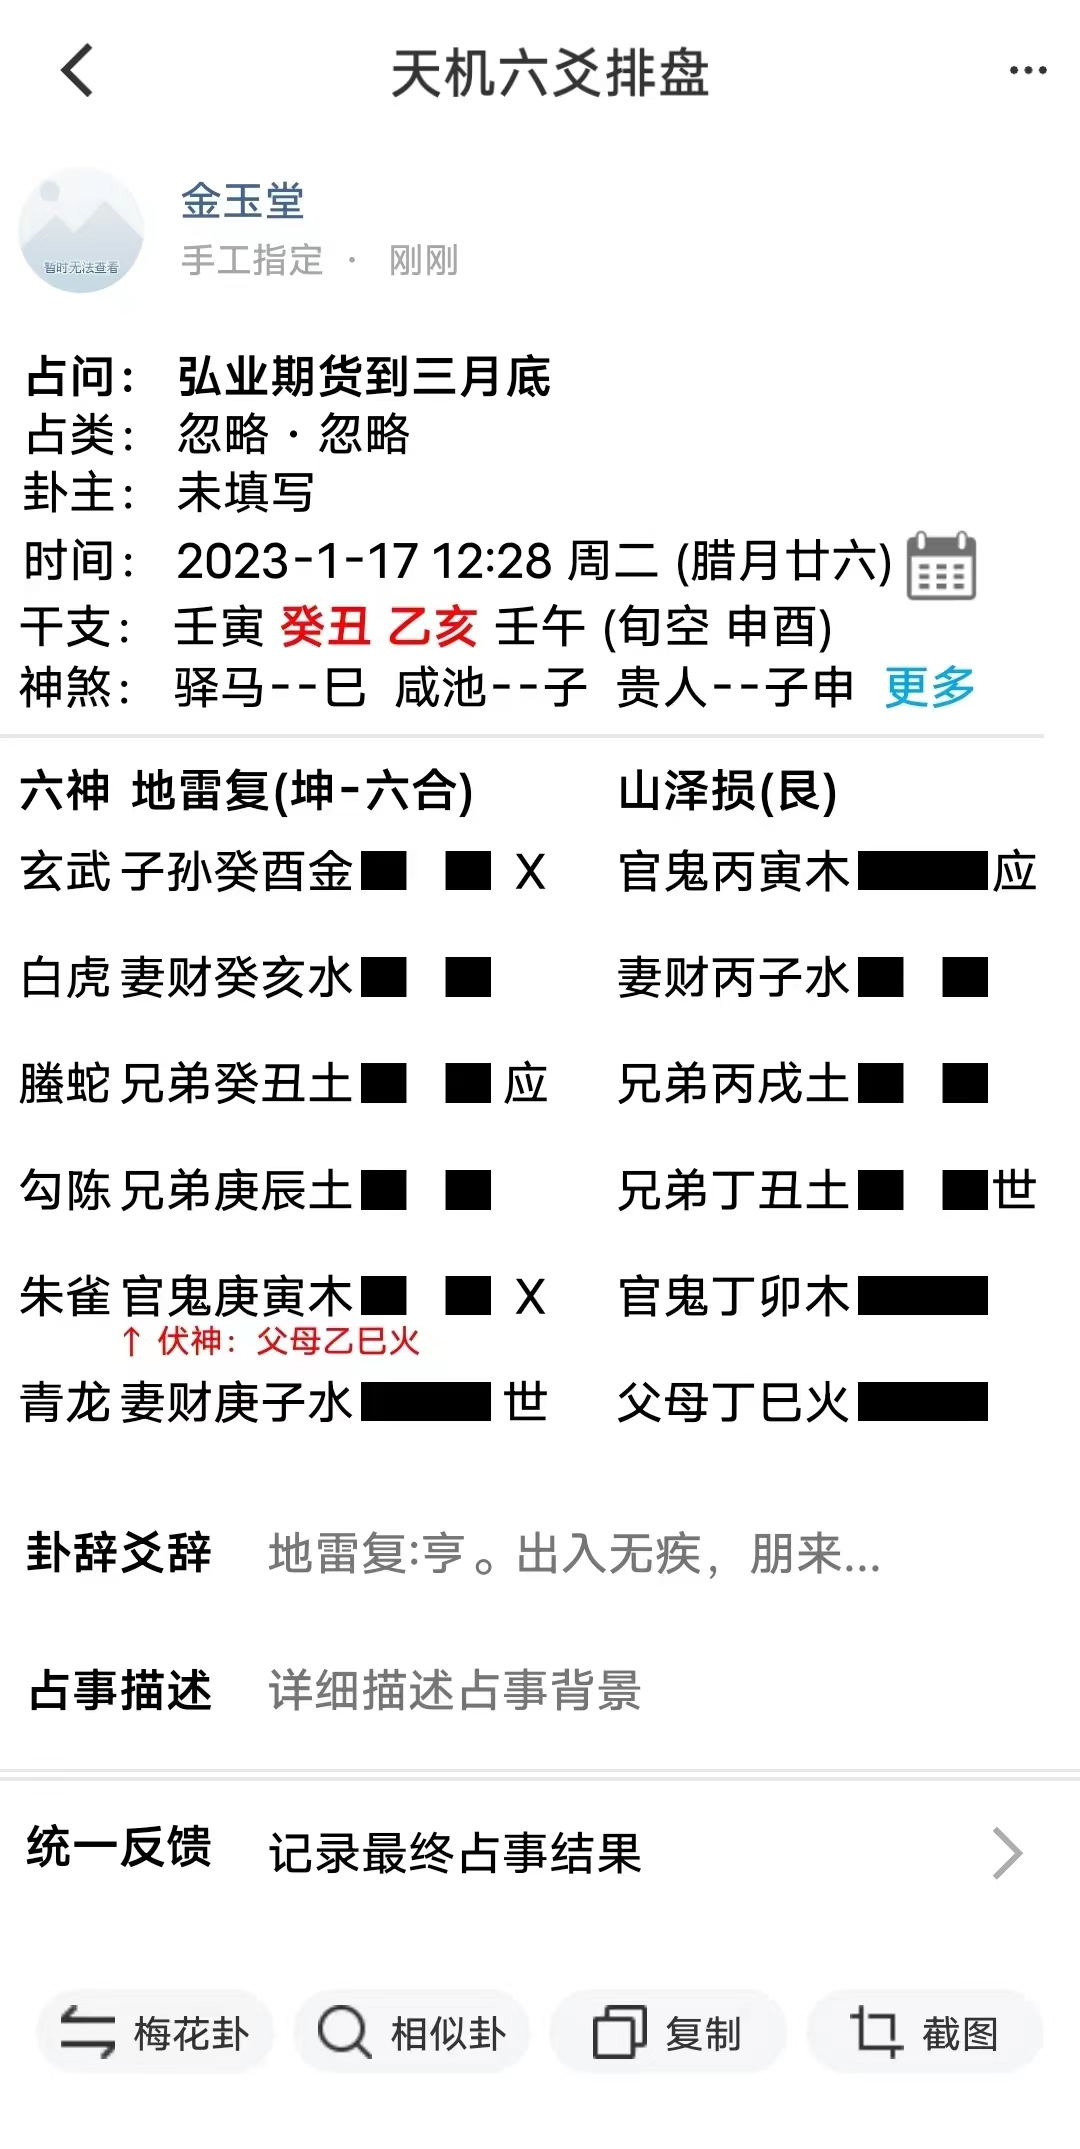 天机六爻排盘
金玉堂
暂时无法查看
手工指定 · 刚刚
占问： 弘业期货到三月底
占类： 忽略 · 忽略
卦主： 未填写
时间： 2023-1-17 12:28 周二 (腊月廿六)
干支： 壬寅 癸丑 乙亥 壬午 (旬空 申酉)
神煞： 驿马--巳 咸池--子 贵人--子申 更多
六神 地雷复(坤-六合) 山泽损(艮)
玄武 子孙癸酉金 X 官鬼丙寅木 应
白虎 妻财癸亥水 妻财丙子水
螣蛇 兄弟癸丑土 应 兄弟丙戌土
勾陈 兄弟庚辰土 兄弟丁丑土 世
朱雀 官鬼庚寅木 X 官鬼丁卯木
↑ 伏神：父母乙巳火
青龙 妻财庚子水 世 父母丁巳火
卦辞爻辞 地雷复:亨。出入无疾，朋来...
占事描述 详细描述占事背景
统一反馈 记录最终占事结果
梅花卦 相似卦 复制 截图